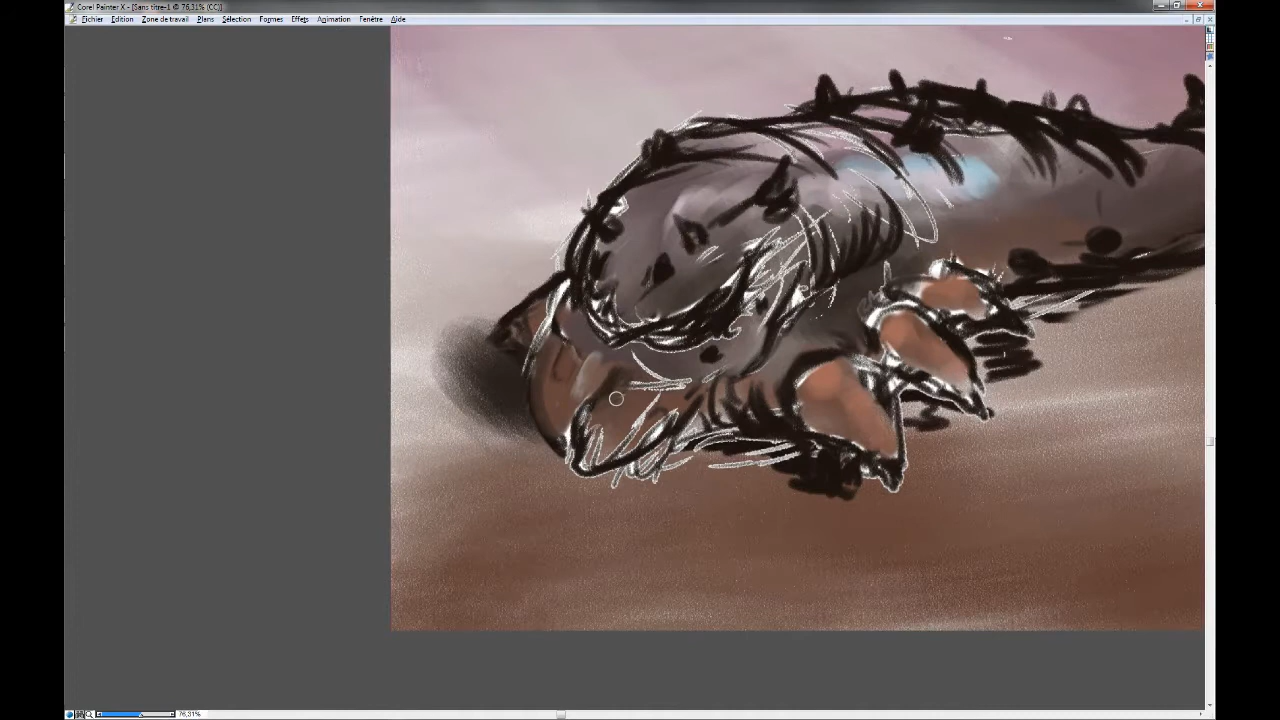 Corel Painter X - [Sans titre-1 @ 76,31% (CC)]
Fichier Edition Zone de travail Plans Sélection Formes Effets Animation Fenêtre Aide
76,31%